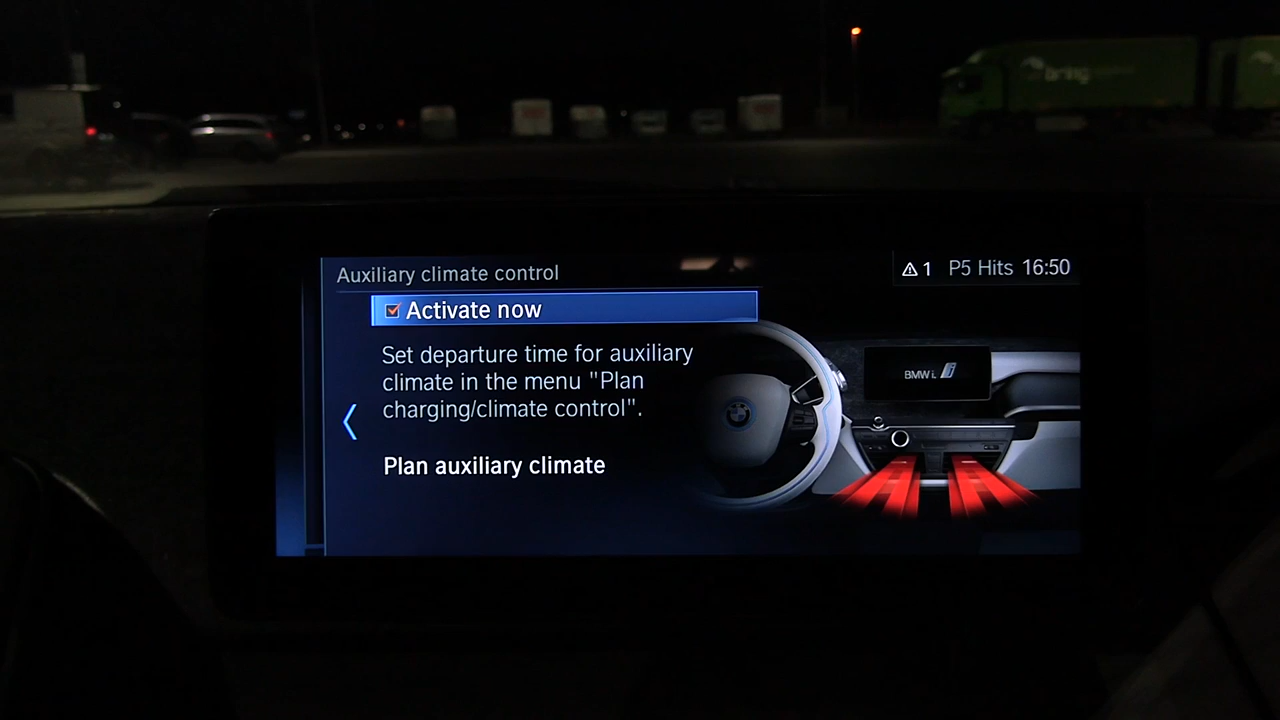 bring
Auxiliary climate control
1 P5 Hits 16:50
Activate now
Set departure time for auxiliary
climate in the menu "Plan
charging/climate control".
BMW i
Plan auxiliary climate